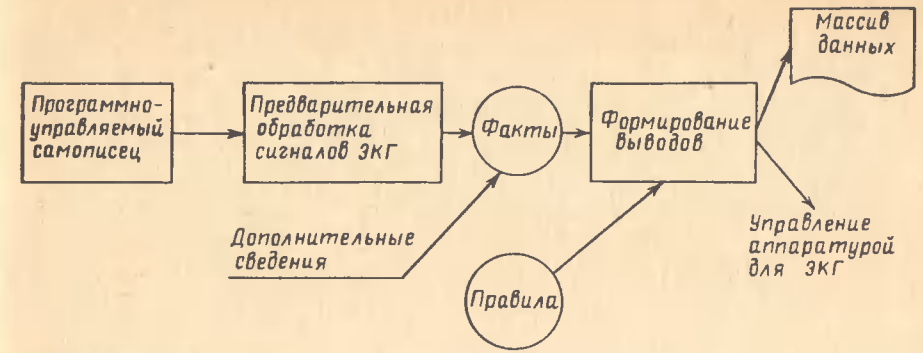 Массив
данных
Программно-
управляемый
самописец
Предварительная
обработка
сигналов ЭКГ
Факты
Формирование
выводов
Дополнительные
сведения
Управление
аппаратурой
для ЭКГ
Правила